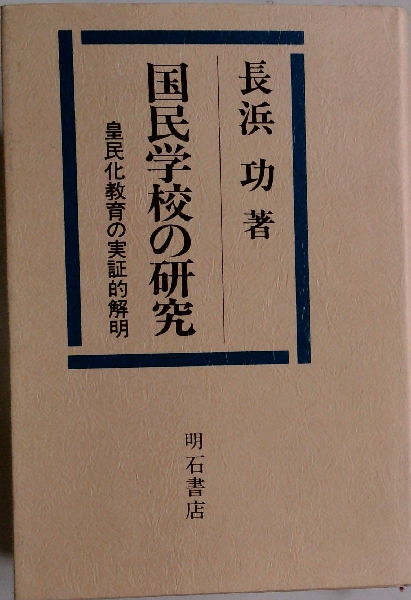 長浜 功 著
国民学校の研究
皇民化教育の実証的解明
明石書店